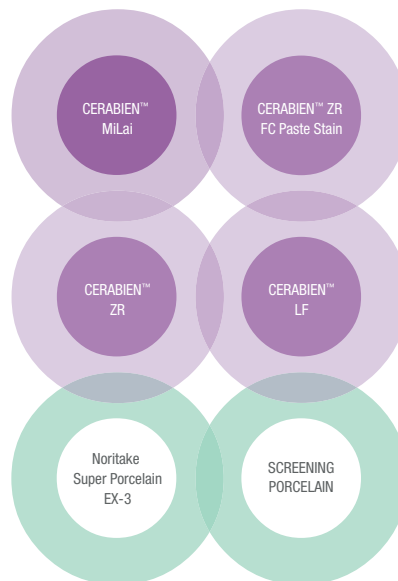 CERABIEN™
MiLai
CERABIEN™ ZR
FC Paste Stain
CERABIEN™
ZR
CERABIEN™
LF
Noritake
Super Porcelain
EX-3
SCREENING
PORCELAIN